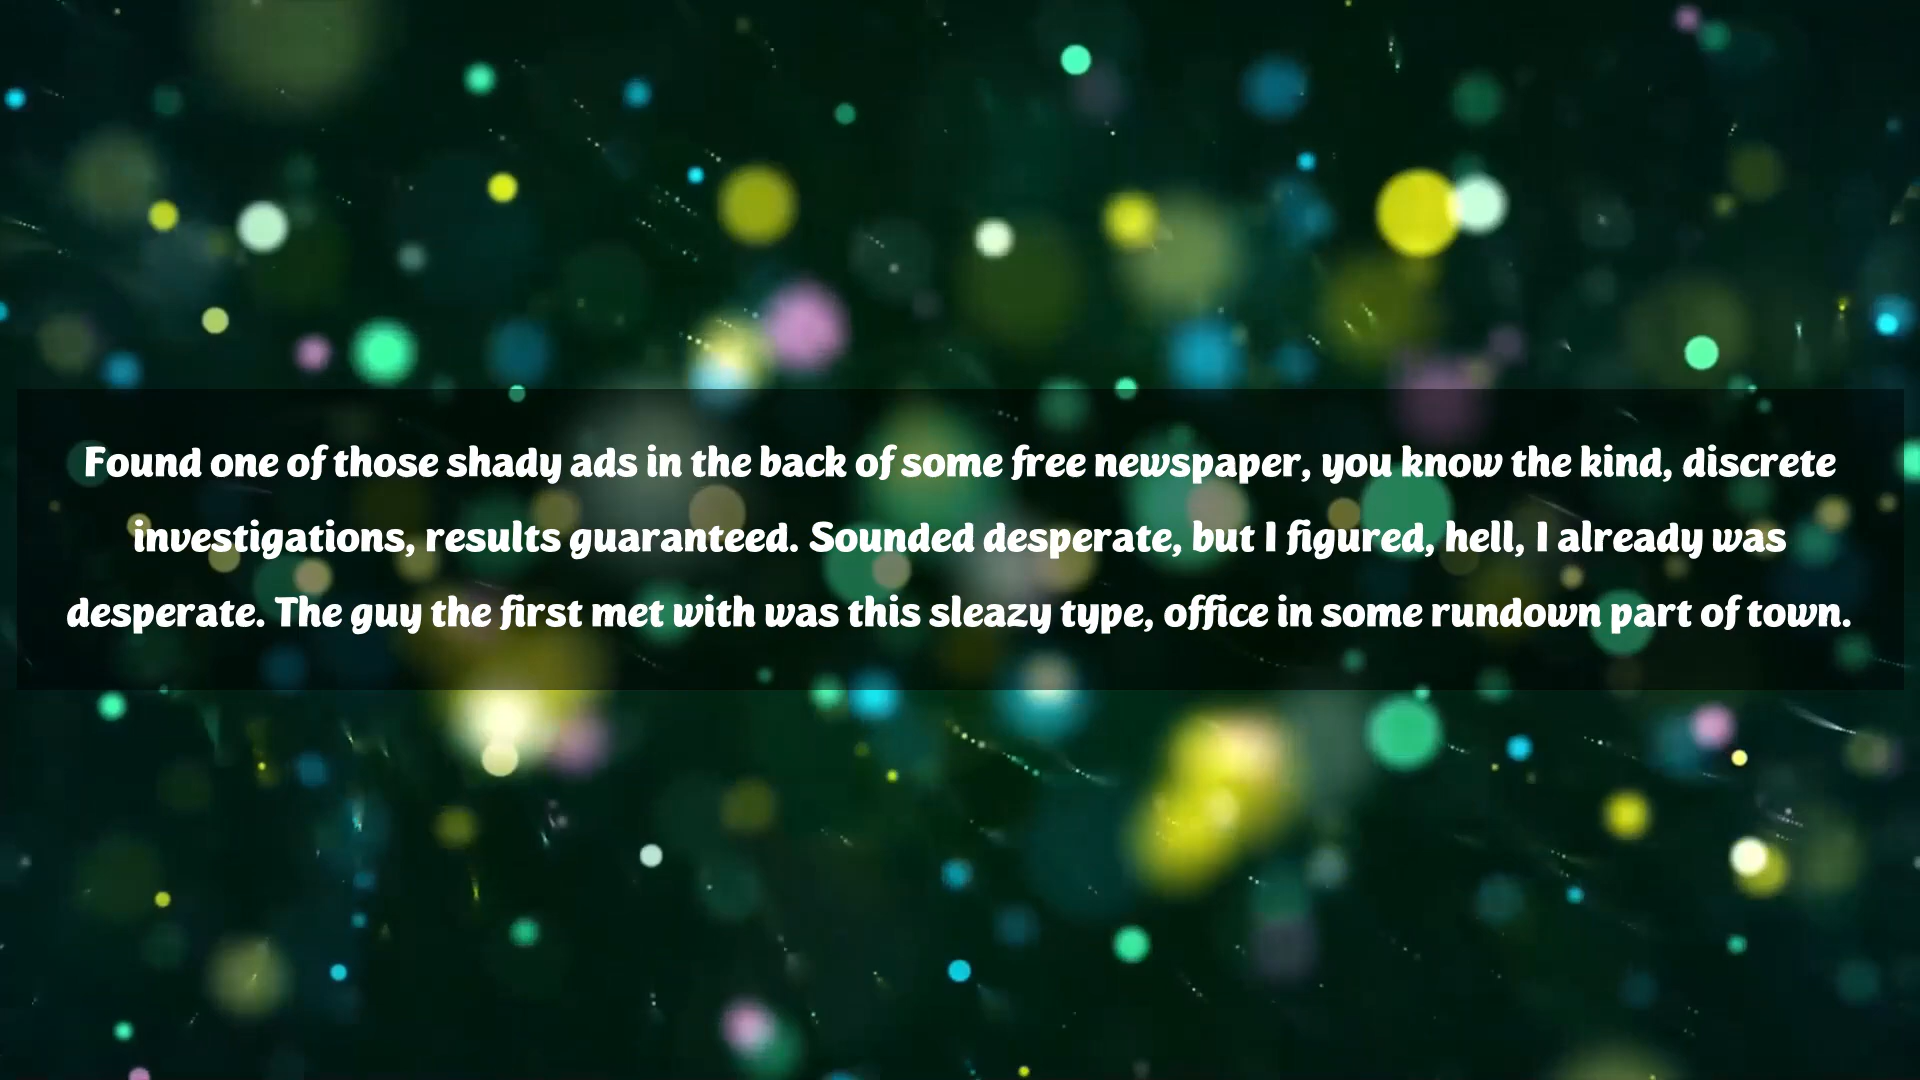 Found one of those shady ads in the back of some free newspaper, you know the kind, discrete
investigations, results guaranteed. Sounded desperate, but I figured, hell, I already was
desperate. The guy the first met with was this sleazy type, office in some rundown part of town.